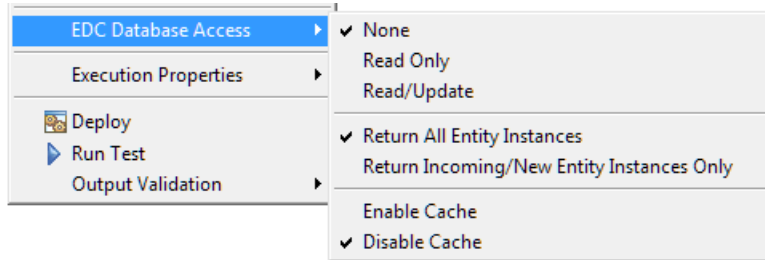 EDC Database Access
Execution Properties
Deploy
Run Test
Output Validation
None
Read Only
Read/Update
Return All Entity Instances
Return Incoming/New Entity Instances Only
Enable Cache
Disable Cache